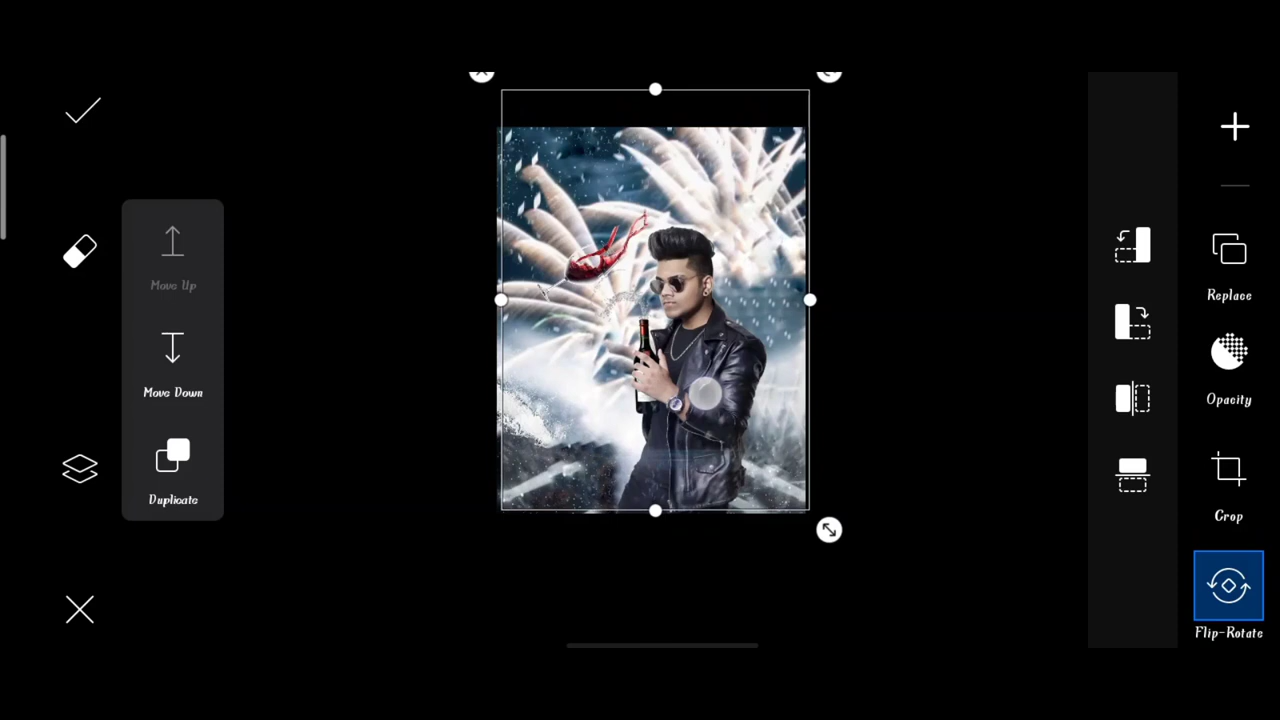 Move Up
Move Down
Duplicate
Replace
Opacity
Crop
Flip-Rotate